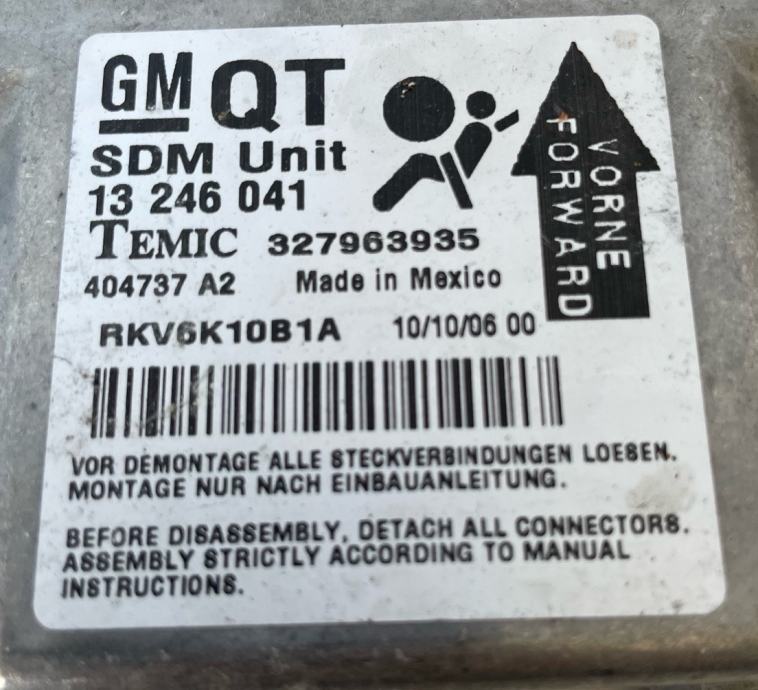 GM QT
SDM Unit
13 246 041
TEMIC 327963935
404737 A2 Made in Mexico
RKV6K10B1A 10/10/06 00
VORNE
FORWARD
VOR DEMONTAGE ALLE STECKVERBINDUNGEN LOESEN.
MONTAGE NUR NACH EINBAUANLEITUNG.
BEFORE DISASSEMBLY, DETACH ALL CONNECTORS.
ASSEMBLY STRICTLY ACCORDING TO MANUAL
INSTRUCTIONS.